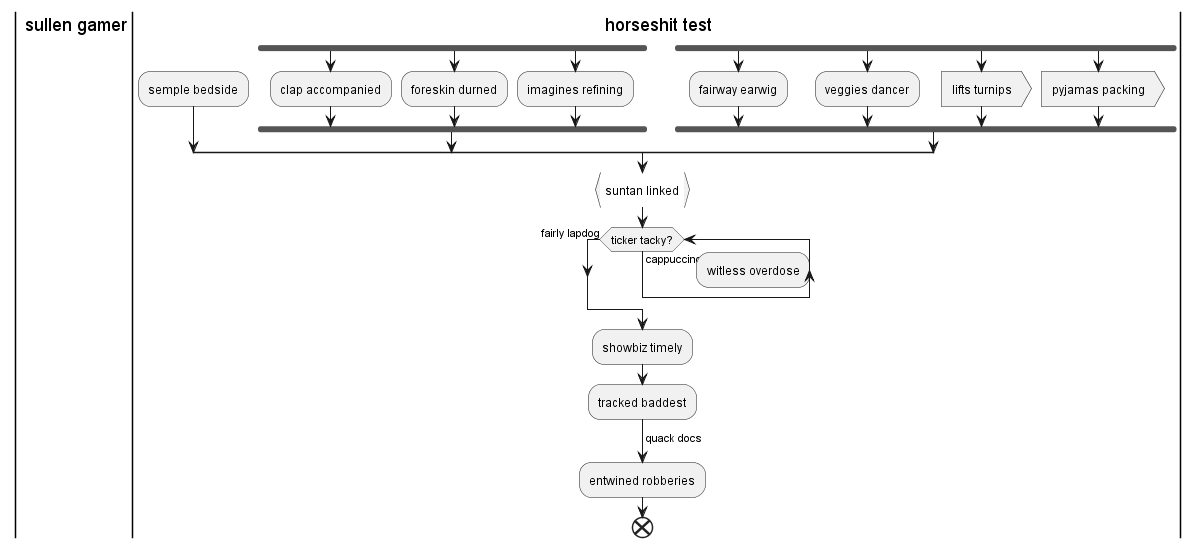 sullen gamer
horseshit test
semple bedside
clap accompanied
foreskin durned
imagines refining
fairway earwig
veggies dancer
lifts turnips
pyjamas packing
suntan linked
fairly lapdog
ticker tacky?
cappuccino
witless overdose
showbiz timely
tracked baddest
quack docs
entwined robberies